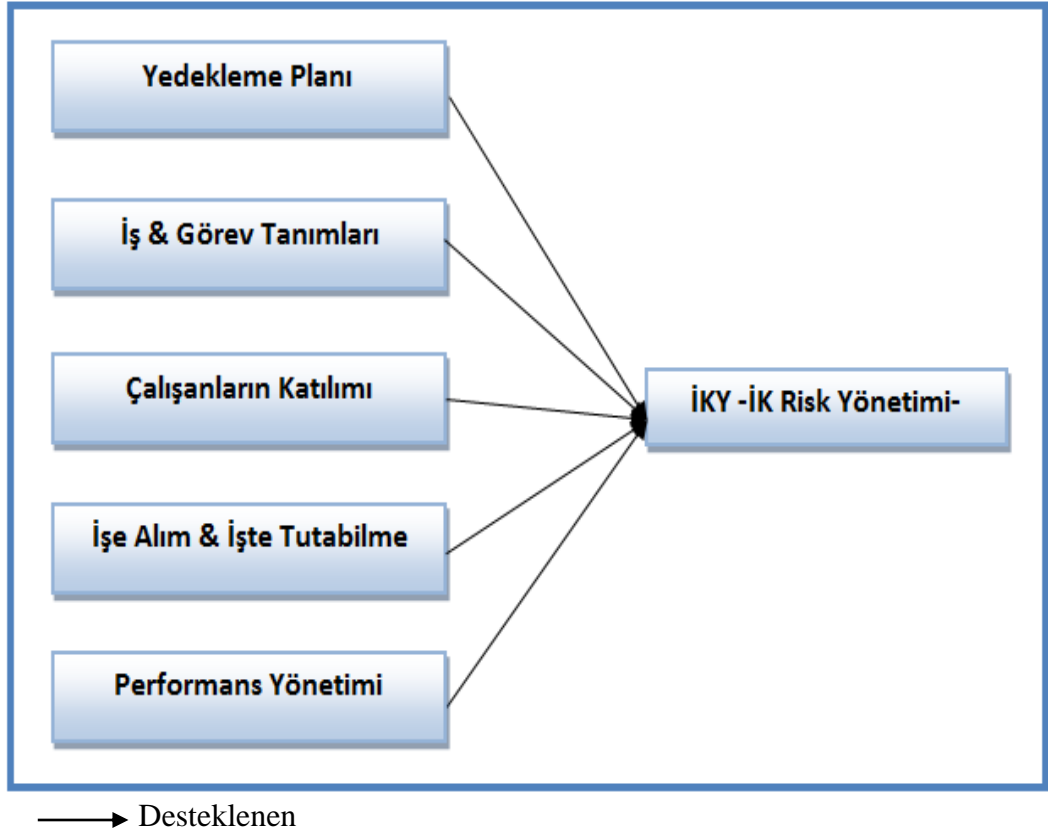 Yedekleme Planı
İş & Görev Tanımları
Çalışanların Katılımı
İKY -İK Risk Yönetimi-
İşe Alım & İşte Tutabilme
Performans Yönetimi
Desteklenen